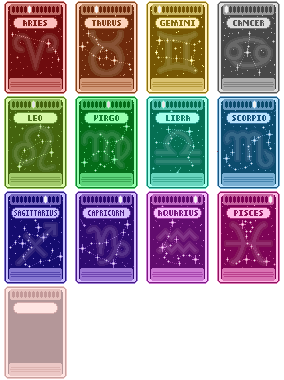 ARIES
TAURUS
GEMINI
CANCER
LEO
VIRGO
LIBRA
SCORPIO
SAGITTARIUS
CAPRICORN
AQUARIUS
PISCES